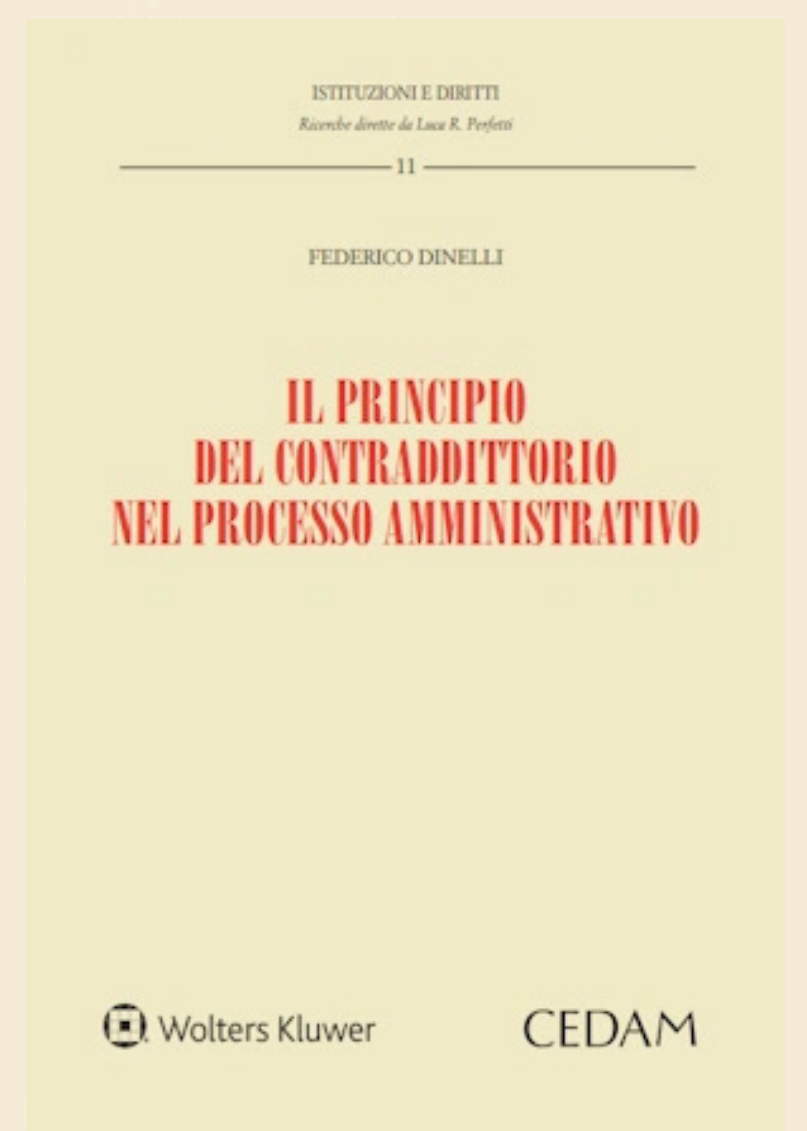 ISTITUZIONI E DIRITTI
Ricerche dirette da Luca R. Perfetti
11
FEDERICO DINELLI
IL PRINCIPIO
DEL CONTRADDITTORIO
NEL PROCESSO AMMINISTRATIVO
Wolters Kluwer
CEDAM